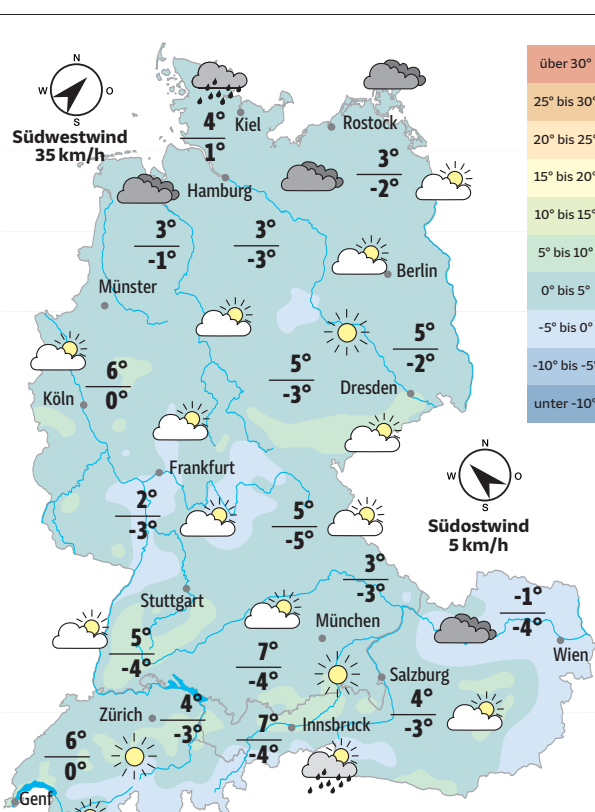 N
W O
S
Südwestwind
35 km/h
4°
1°
Kiel
Rostock
3°
-2°
Hamburg
3°
-1°
3°
-3°
Berlin
Münster
5°
-2°
6°
0°
5°
-3°
Köln
Dresden
Frankfurt
2°
-3°
5°
-5°
N
W O
S
Südostwind
5 km/h
3°
-3°
Stuttgart
-1°
-4°
München
Wien
5°
-4°
7°
-4°
Salzburg
4°
-3°
Zürich
4°
-3°
Innsbruck
7°
-4°
6°
0°
Genf
über 30°
25° bis 30°
20° bis 25°
15° bis 20°
10° bis 15°
5° bis 10°
0° bis 5°
-5° bis 0°
-10° bis -5°
unter -10°